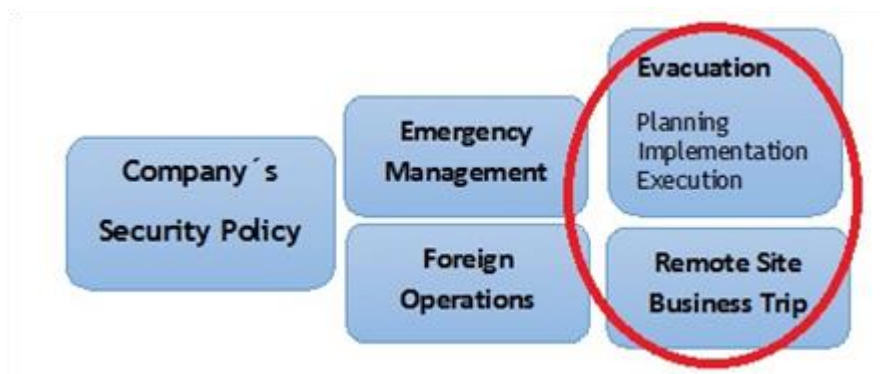 Company´s
Security Policy
Emergency
Management
Foreign
Operations
Evacuation
Planning
Implementation
Execution
Remote Site
Business Trip